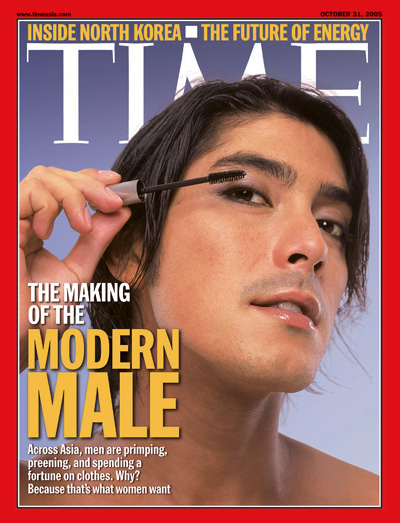 www.timeasia.com OCTOBER 31, 2005
INSIDE NORTH KOREA ■ THE FUTURE OF ENERGY
TIME
THE MAKING
OF THE
MODERN
MALE
Across Asia, men are primping,
preening, and spending a
fortune on clothes. Why?
Because that's what women want